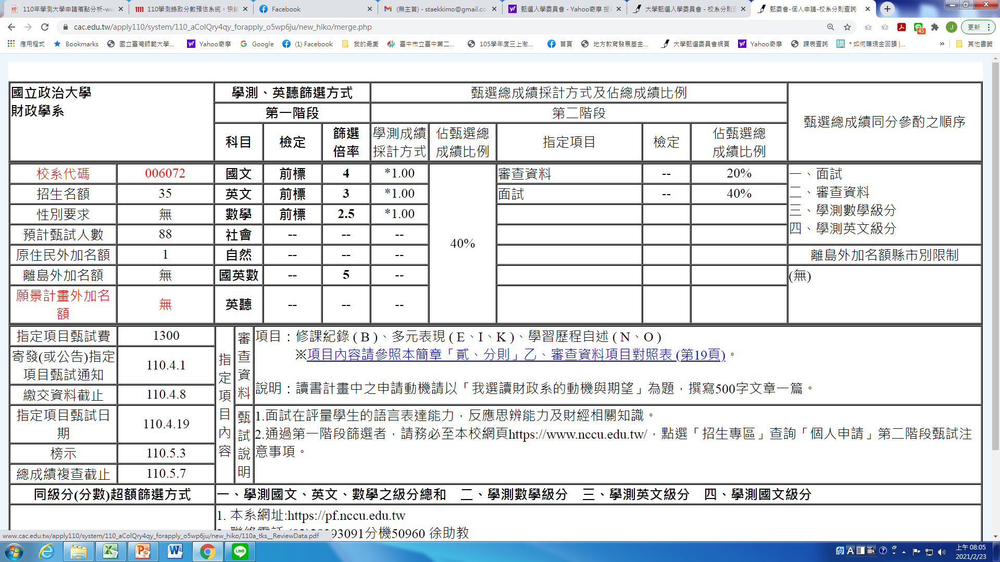 110年學測大學申請落點分析-ww
110學測錄取分數預估系統，快輸
Facebook
(無主旨) - staekkimo@gmail.co
甄選入學委員會 - Yahoo奇摩 搜尋
大學甄選入學委員會 - 校系分則查
甄委會-個人申請-校系分則查詢
cac.edu.tw/apply110/system/110_aColQry4qy_forapply_o5wp6ju/new_hiko/merge.php
45
J
更新
應用程式
Bookmarks
國立臺灣師範大學...
Yahoo奇摩
Google
(1) Facebook
我的最愛
臺中市立臺中第二...
105學年度三上激...
首頁
地方教育發展基金...
大學甄選委員會網頁
Yahoo奇摩
課表查詢
* 如何賺現金回饋 |...
»
其他書籤
國立政治大學
財政學系
學測、英聽篩選方式
甄選總成績採計方式及佔總成績比例
甄選總成績同分參酌之順序
第一階段
第二階段
科目
檢定
篩選
倍率
學測成績
採計方式
佔甄選總
成績比例
指定項目
檢定
佔甄選總
成績比例
校系代碼 006072 國文 前標 4 *1.00 審查資料 -- 20% 一、面試
招生名額 35 英文 前標 3 *1.00 面試 -- 40% 二、審查資料
性別要求 無 數學 前標 2.5 *1.00 三、學測數學級分
預計甄試人數 88 社會 -- -- -- 四、學測英文級分
40%
原住民外加名額 1 自然 -- -- -- 離島外加名額縣市別限制
離島外加名額 無 國英數 -- 5 -- (無)
願景計畫外加名
額
無 英聽 -- -- --
指定項目甄試費 1300
寄發(或公告)指定
項目甄試通知
110.4.1
繳交資料截止 110.4.8
指定項目甄試日
期
110.4.19
榜示 110.5.3
總成績複查截止 110.5.7
指定項目內容
審查資料
項目：修課紀錄 ( B )、多元表現 ( E、I、K )、學習歷程自述 ( N、O )
※項目內容請參照本簡章「貳、分則」乙、審查資料項目對照表 (第19頁)。
說明：讀書計畫中之申請動機請以「我選讀財政系的動機與期望」為題，撰寫500字文章一篇。
甄試說明
1.面試在評量學生的語言表達能力，反應思辨能力及財經相關知識。
2.通過第一階段篩選者，請務必至本校網頁https://www.nccu.edu.tw/，點選「招生專區」查詢「個人申請」第二階段甄試注
意事項。
同級分(分數)超額篩選方式 一、學測國文、英文、數學之級分總和 二、學測數學級分 三、學測英文級分 四、學測國文級分
1. 本系網址:https://pf.nccu.edu.tw
分機50960 徐助教
www.cac.edu.tw/apply110/system/110_aColQry4qy_forapply_o5wp6ju/new_hiko/110a_tks__ReviewData.pdf
上午 08:05
2021/2/23